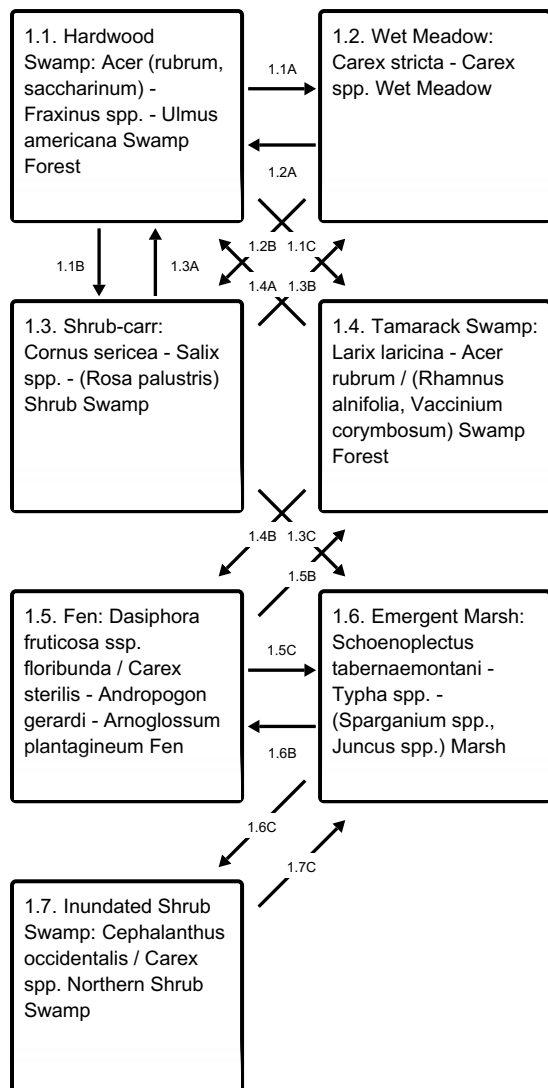 1.1. Hardwood
Swamp: Acer (rubrum,
saccharinum) -
Fraxinus spp. - Ulmus
americana Swamp
Forest
1.1A
1.2. Wet Meadow:
Carex stricta - Carex
spp. Wet Meadow
1.2A
1.1B
1.3A
1.2B
1.1C
1.4A
1.3B
1.3. Shrub-carr:
Cornus sericea - Salix
spp. - (Rosa palustris)
Shrub Swamp
1.4. Tamarack Swamp:
Larix laricina - Acer
rubrum / (Rhamnus
alnifolia, Vaccinium
corymbosum) Swamp
Forest
1.4B
1.3C
1.5B
1.5. Fen: Dasiphora
fruticosa ssp.
floribunda / Carex
sterilis - Andropogon
gerardi - Arnoglossum
plantagineum Fen
1.5C
1.6. Emergent Marsh:
Schoenoplectus
tabernaemontani -
Typha spp. -
(Sparganium spp.,
Juncus spp.) Marsh
1.6B
1.6C
1.7C
1.7. Inundated Shrub
Swamp: Cephalanthus
occidentalis / Carex
spp. Northern Shrub
Swamp